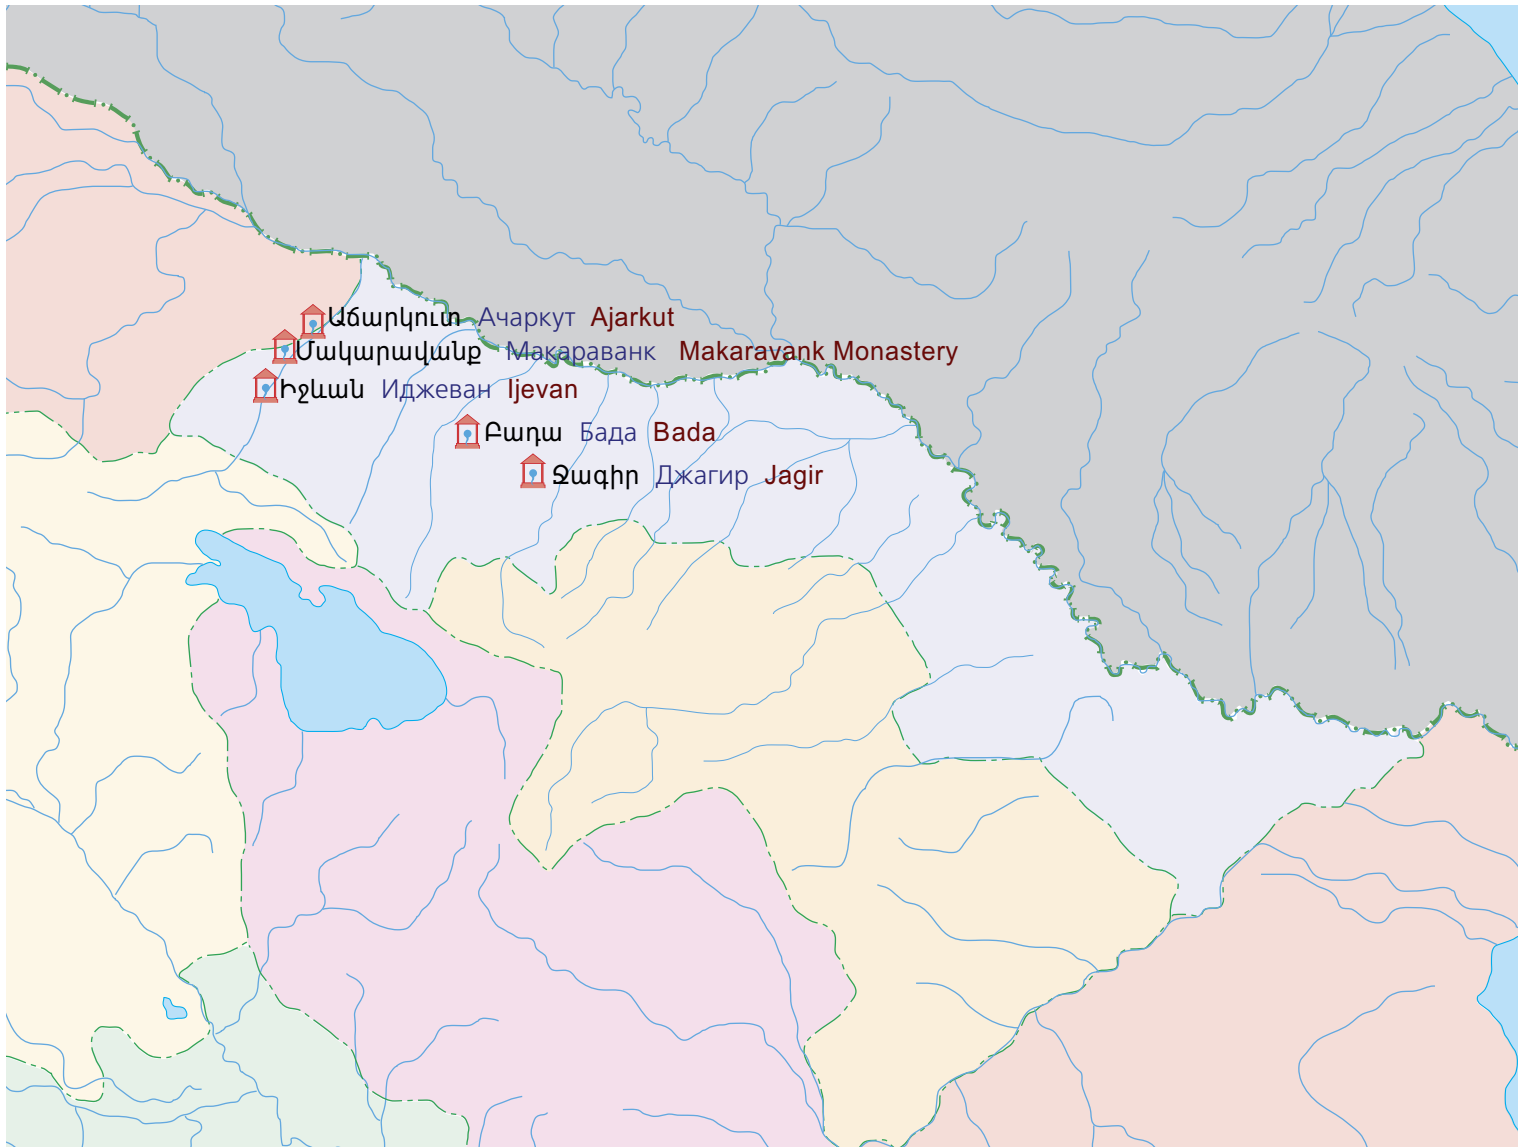 Աճարկուտ Ачаркут Ajarkut
Մակարավանք Макараванк Makaravank Monastery
Իջևան Иджеван Ijevan
Բադա Бада Bada
Ջագիր Джагир Jagir